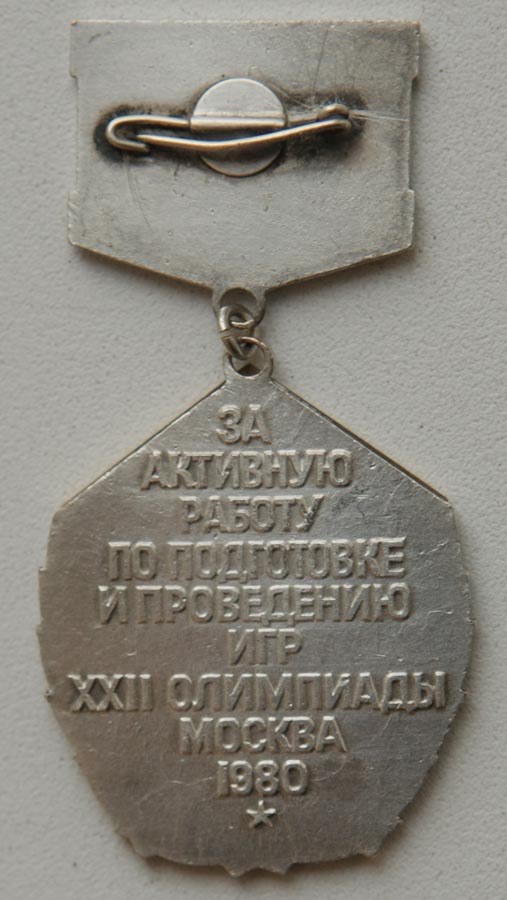 ЗА
АКТИВНУЮ
РАБОТУ
ПО ПОДГОТОВКЕ
И ПРОВЕДЕНИЮ
ИГР
XXII ОЛИМПИАДЫ
МОСКВА
1980